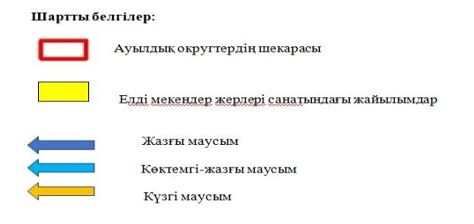 Шартты белгілер:
Ауылдық округтердің шекарасы
Елді мекендер жерлері санатындағы жайылымдар
Жазғы маусым
Көктемгі-жазғы маусым
Күзгі маусым